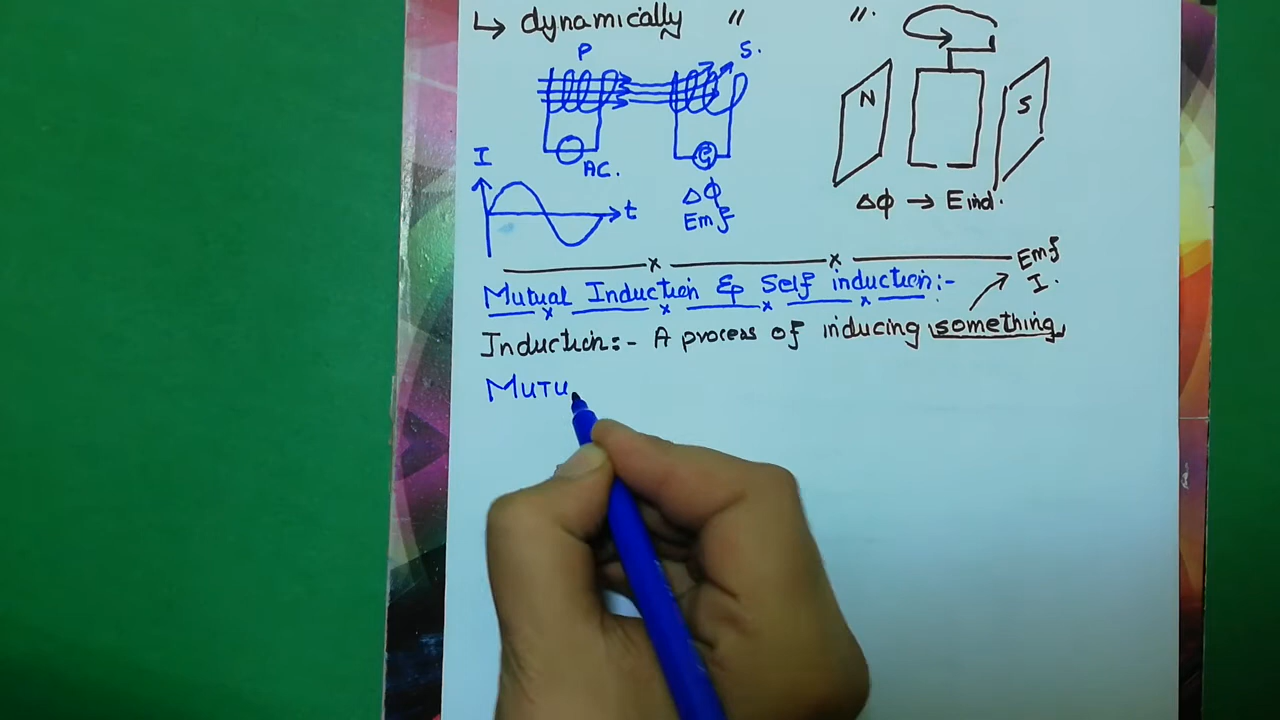 ↳ dynamically " ".
P S.
N S
AC. G
I t
Δφ
Emf
Δφ → Eind.
Mutual Induction & Self induction:-
Emf
I.
Induction:- A process of inducing something
Mutu